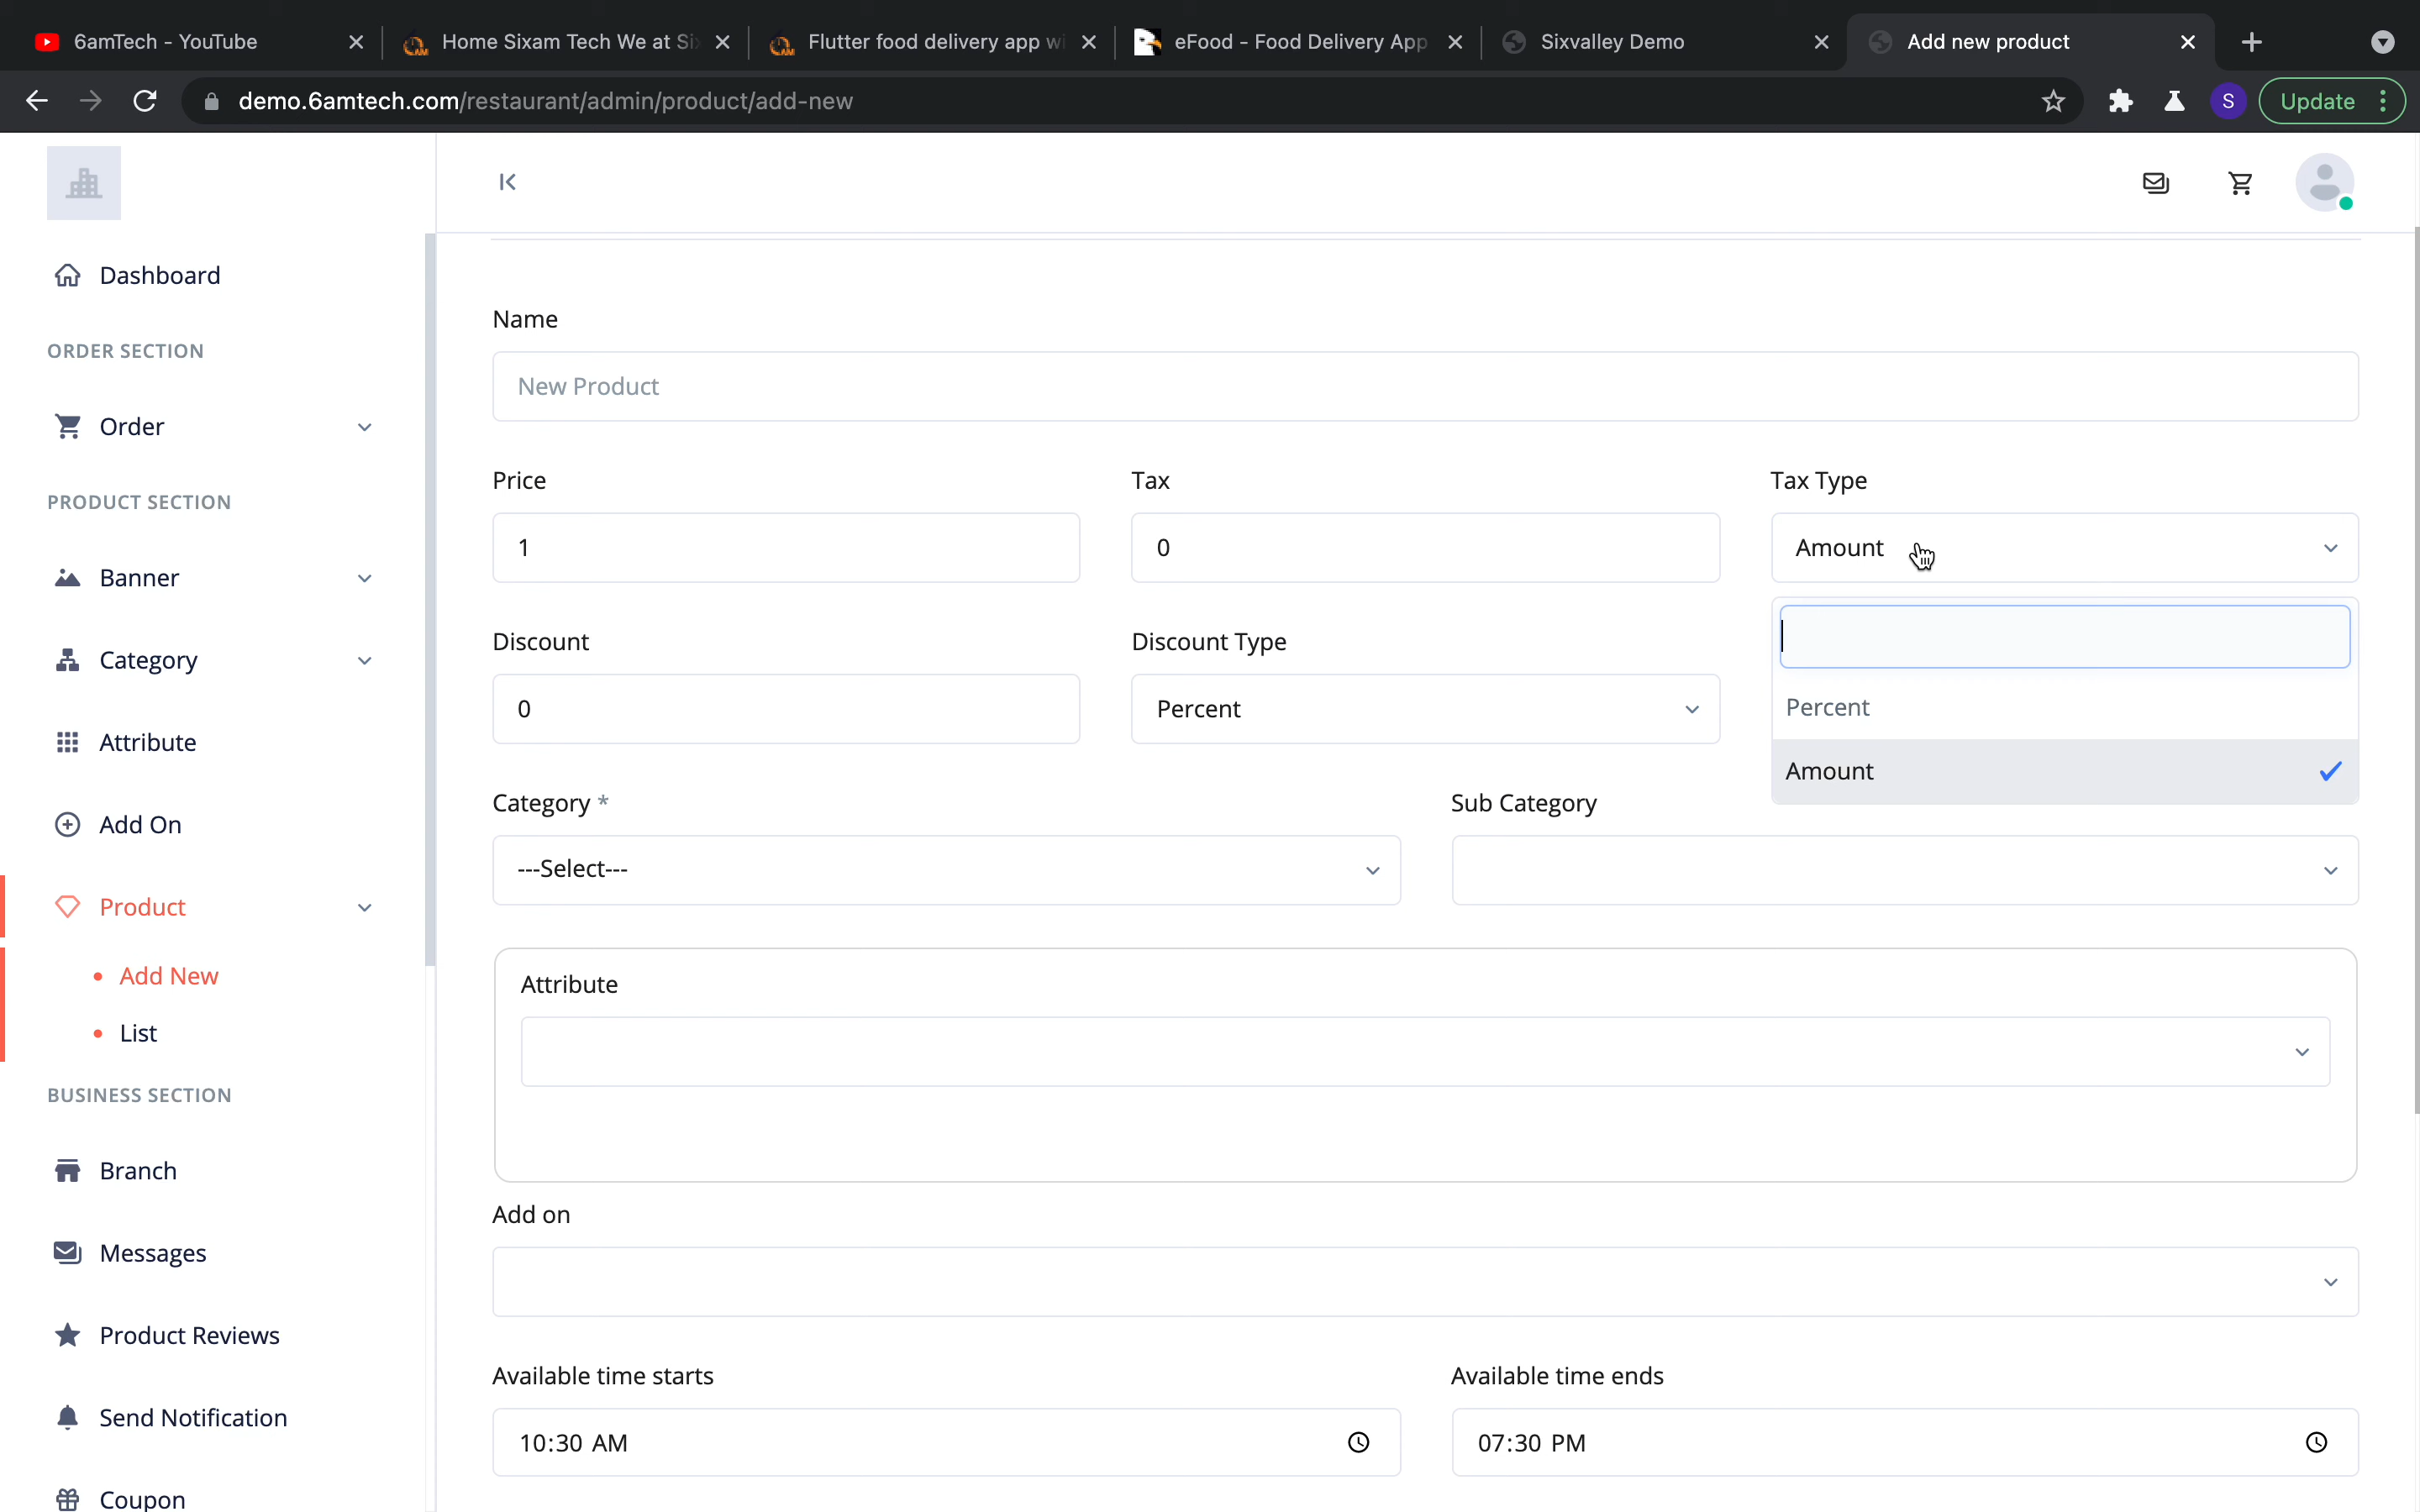 6amTech - YouTube
Home Sixam Tech We at Si
Flutter food delivery app wi
eFood - Food Delivery App
Sixvalley Demo
Add new product
demo.6amtech.com/restaurant/admin/product/add-new
S
Update
Dashboard
ORDER SECTION
Order
PRODUCT SECTION
Banner
Category
Attribute
Add On
Product
Add New
List
BUSINESS SECTION
Branch
Messages
Product Reviews
Send Notification
Coupon
Name
New Product
Price
Tax
Tax Type
1
0
Amount
Discount
Discount Type
0
Percent
Percent
Amount
Category *
Sub Category
---Select---
Attribute
Add on
Available time starts
Available time ends
10:30 AM
07:30 PM